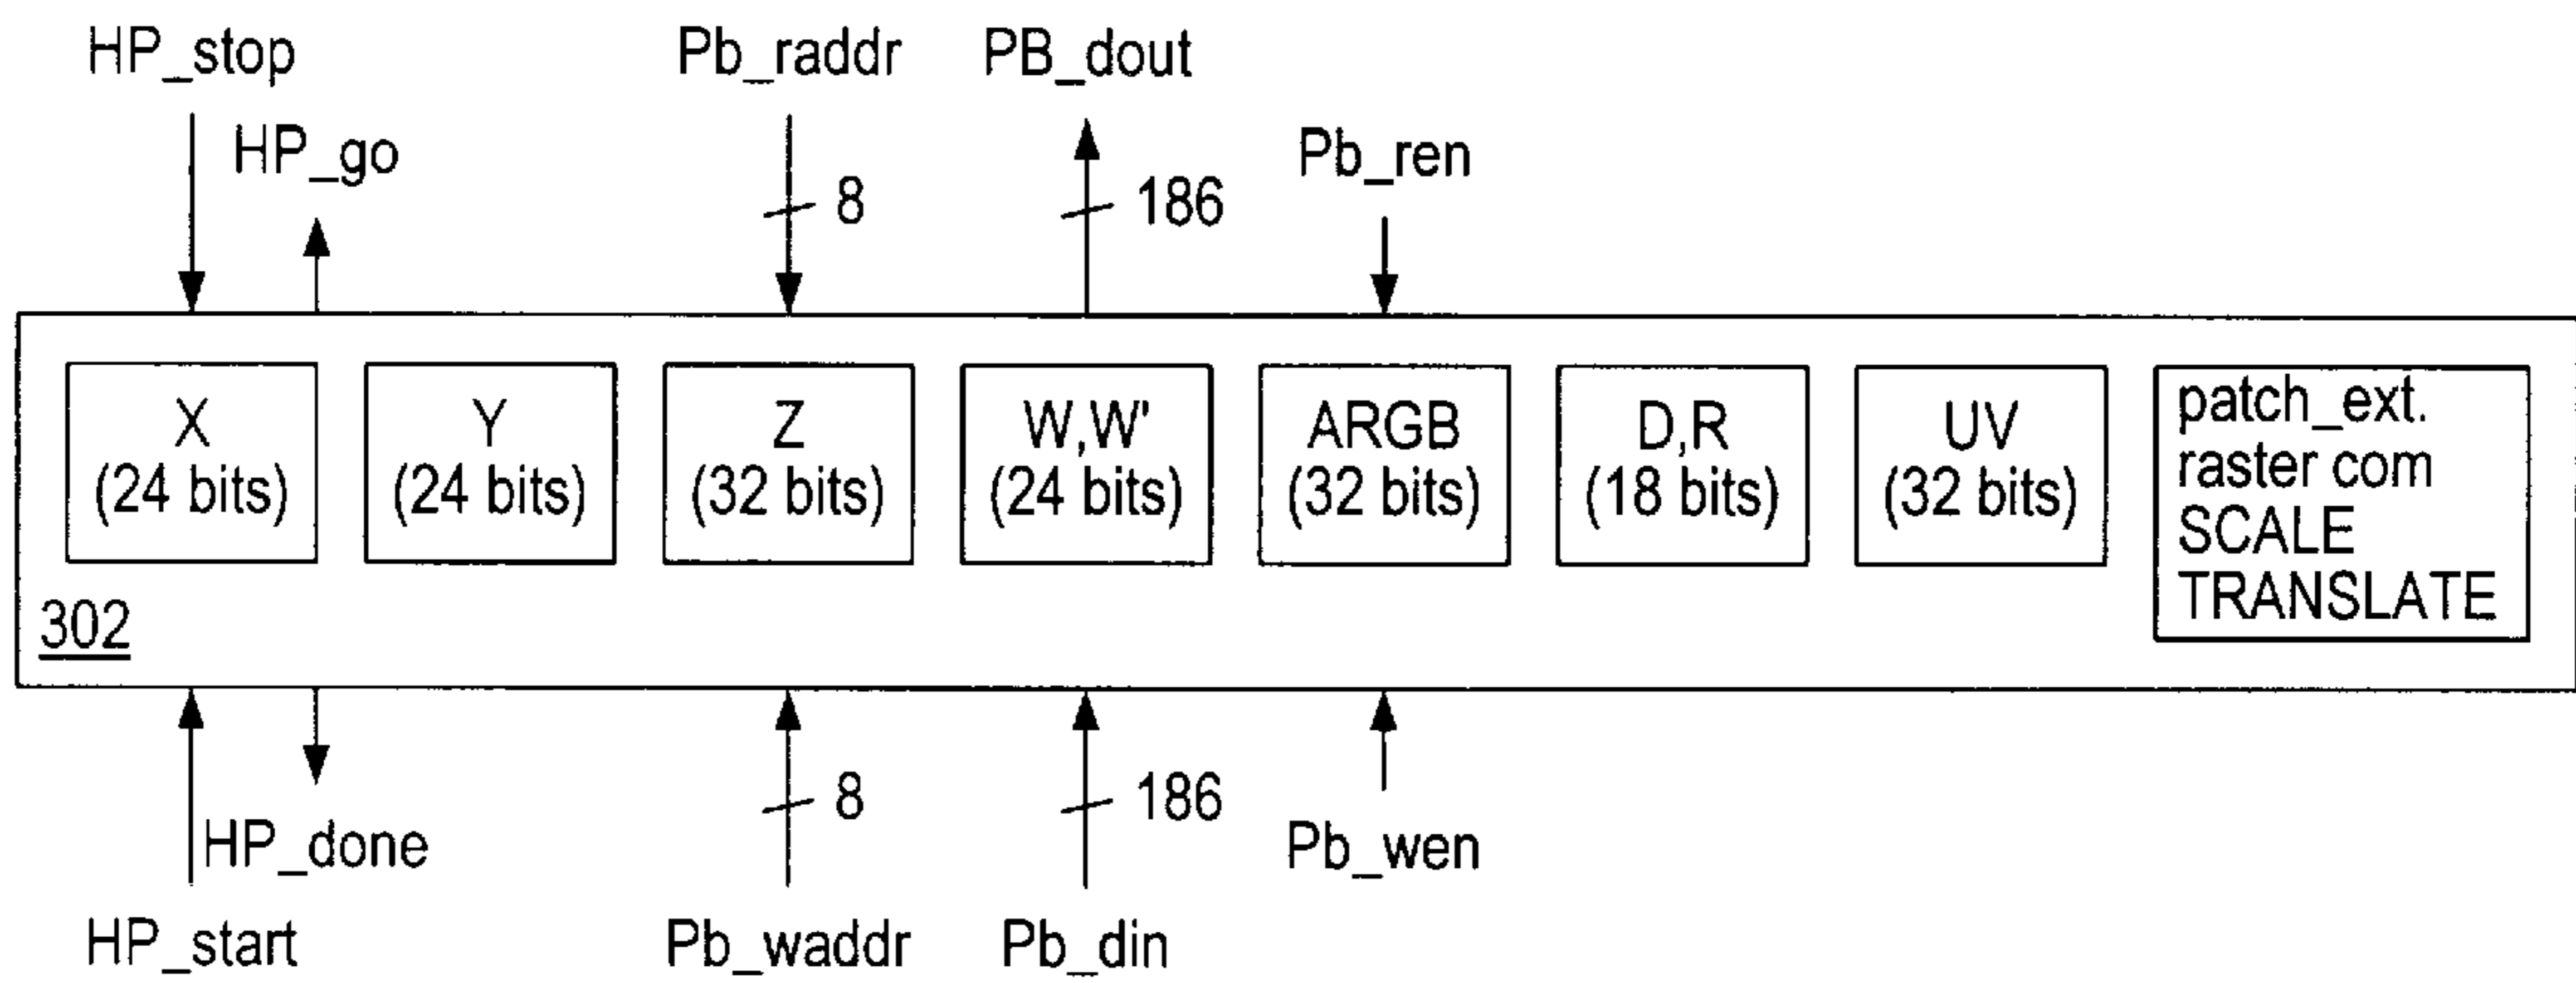 HP_stop
HP_go
Pb_raddr
8
PB_dout
186
Pb_ren
X
(24 bits)
Y
(24 bits)
Z
(32 bits)
W,W'
(24 bits)
ARGB
(32 bits)
D,R
(18 bits)
UV
(32 bits)
patch_ext.
raster com
SCALE
TRANSLATE
302
HP_done
HP_start
8
Pb_waddr
186
Pb_din
Pb_wen